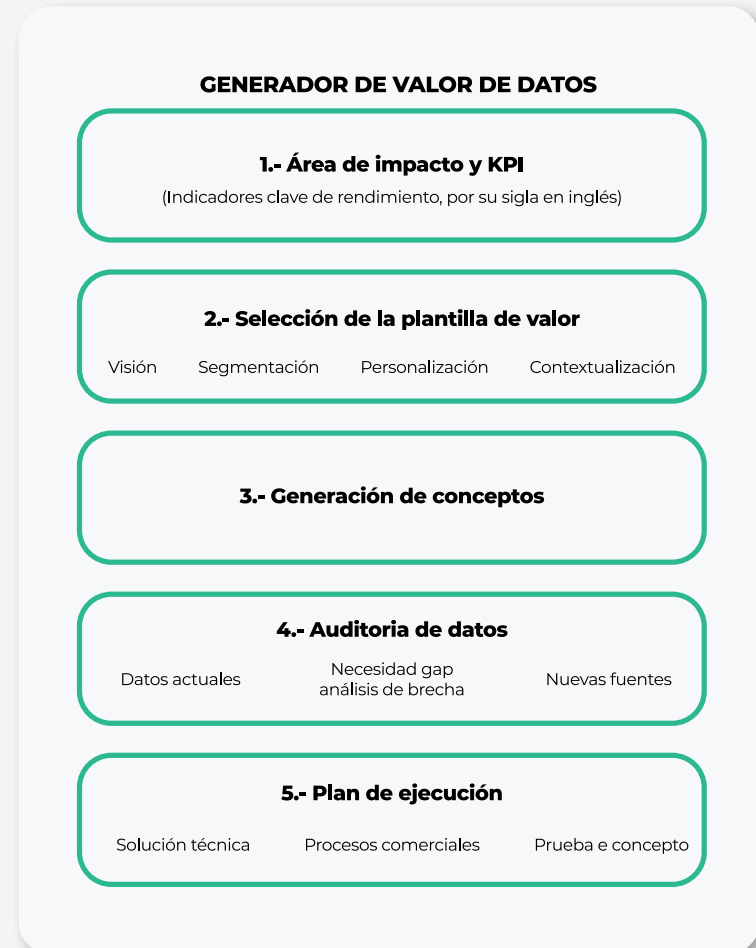 GENERADOR DE VALOR DE DATOS
1.- Área de impacto y KPI
(Indicadores clave de rendimiento, por su sigla en inglés)
2.- Selección de la plantilla de valor
Visión Segmentación Personalización Contextualización
3.- Generación de conceptos
4.- Auditoria de datos
Datos actuales
Necesidad gap
análisis de brecha
Nuevas fuentes
5.- Plan de ejecución
Solución técnica Procesos comerciales Prueba e concepto